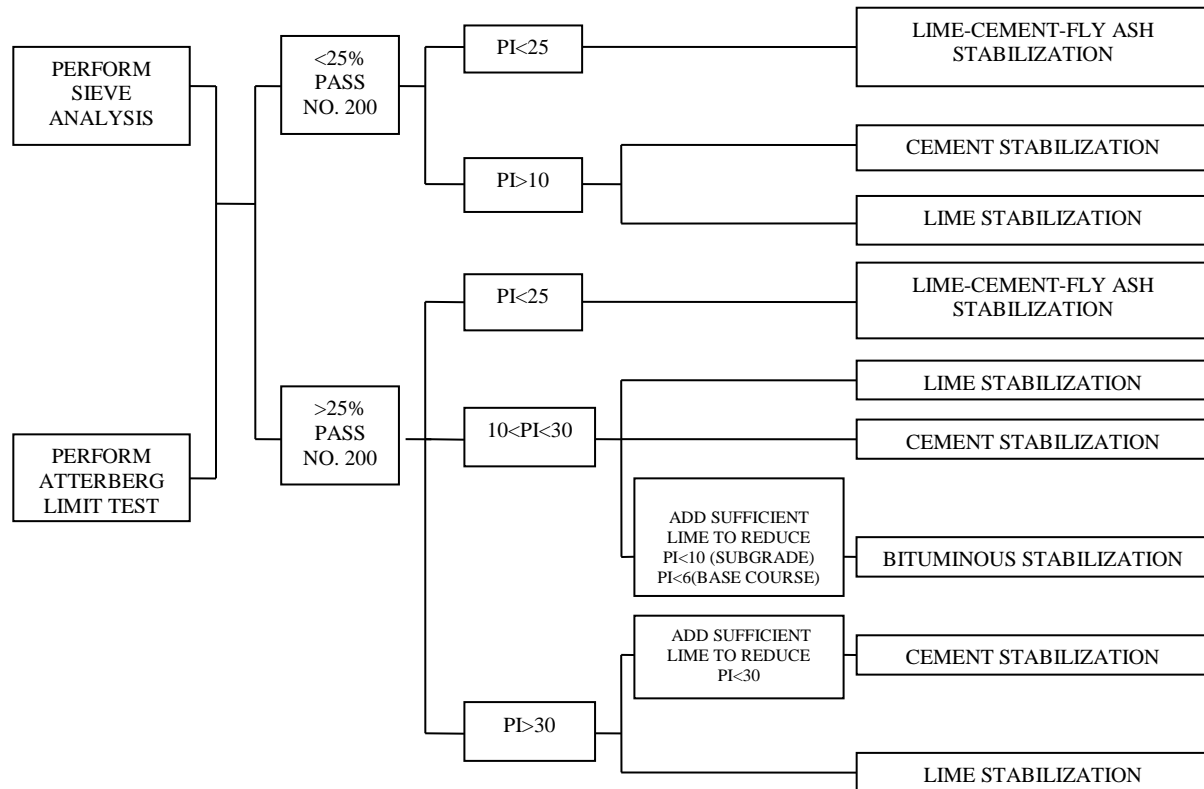 PERFORM
SIEVE
ANALYSIS
PERFORM
ATTERBERG
LIMIT TEST
<25%
PASS
NO. 200
PI<25
LIME-CEMENT-FLY ASH
STABILIZATION
PI>10
CEMENT STABILIZATION
LIME STABILIZATION
>25%
PASS
NO. 200
PI<25
LIME-CEMENT-FLY ASH
STABILIZATION
10<PI<30
LIME STABILIZATION
CEMENT STABILIZATION
ADD SUFFICIENT
LIME TO REDUCE
PI<10 (SUBGRADE)
PI<6(BASE COURSE)
BITUMINOUS STABILIZATION
PI>30
ADD SUFFICIENT
LIME TO REDUCE
PI<30
CEMENT STABILIZATION
LIME STABILIZATION